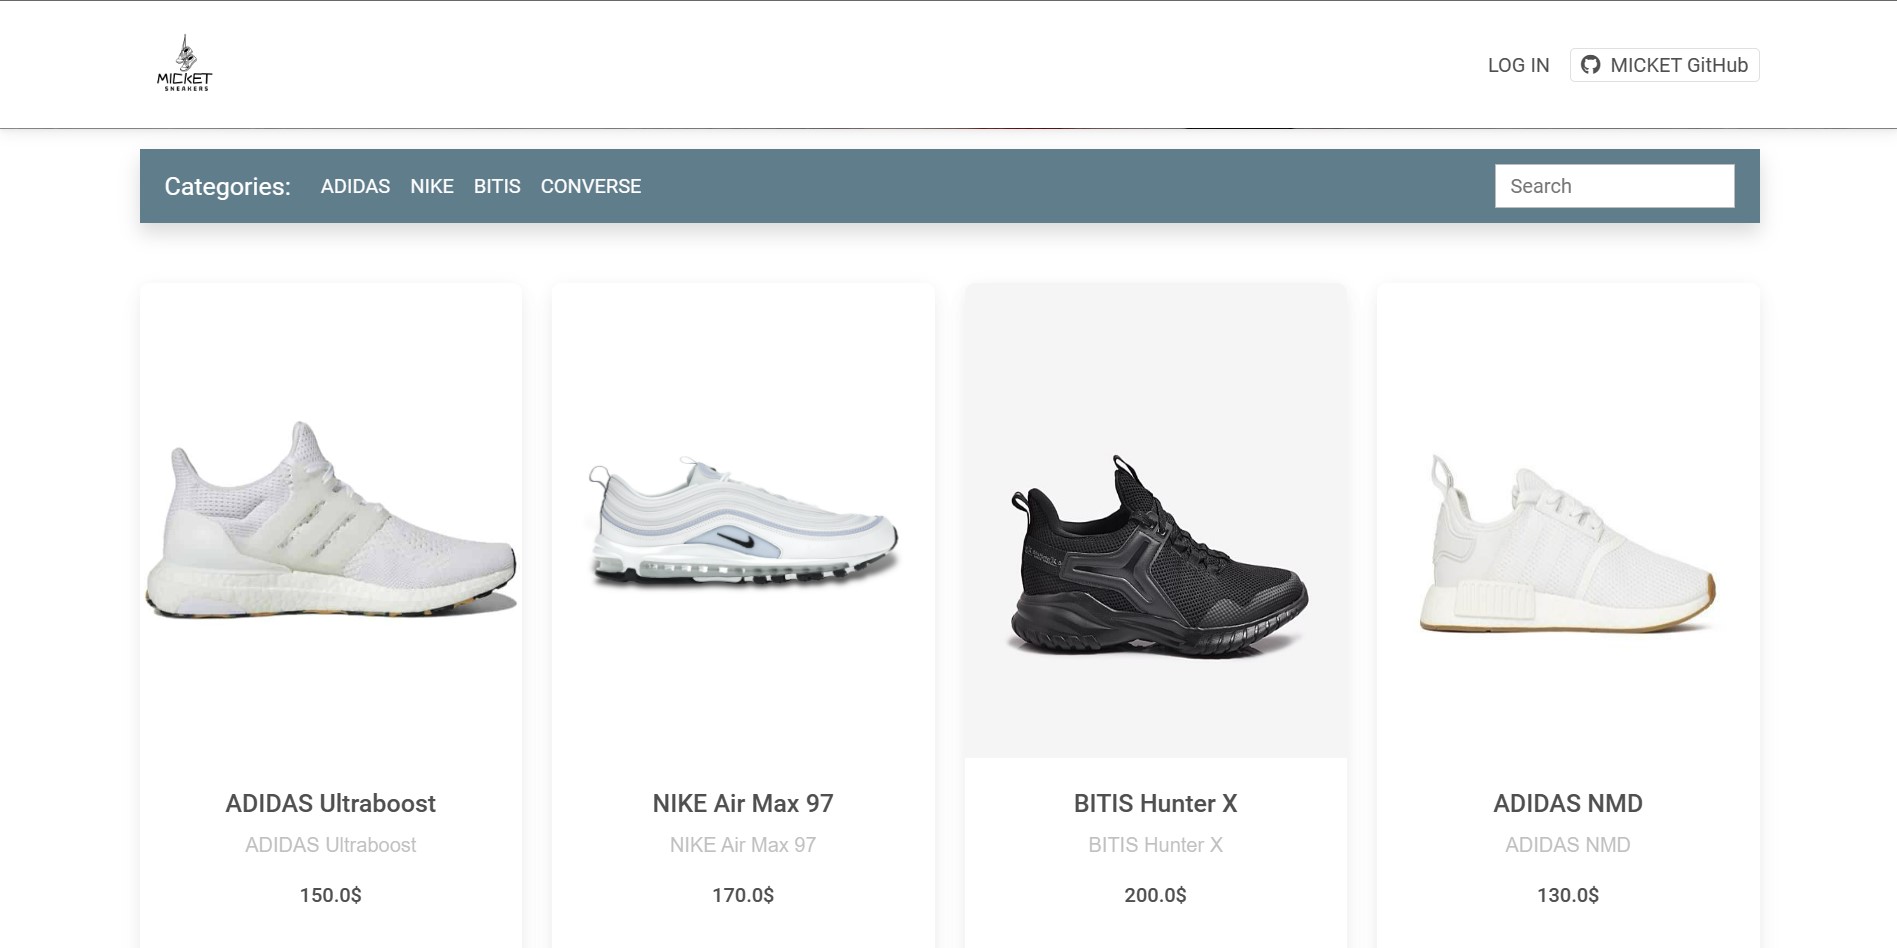 MICKET
SNEAKERS
LOG IN
MICKET GitHub
Categories:
ADIDAS
NIKE
BITIS
CONVERSE
Search
ADIDAS Ultraboost
ADIDAS Ultraboost
150.0$
NIKE Air Max 97
NIKE Air Max 97
170.0$
BITIS Hunter X
BITIS Hunter X
200.0$
ADIDAS NMD
ADIDAS NMD
130.0$